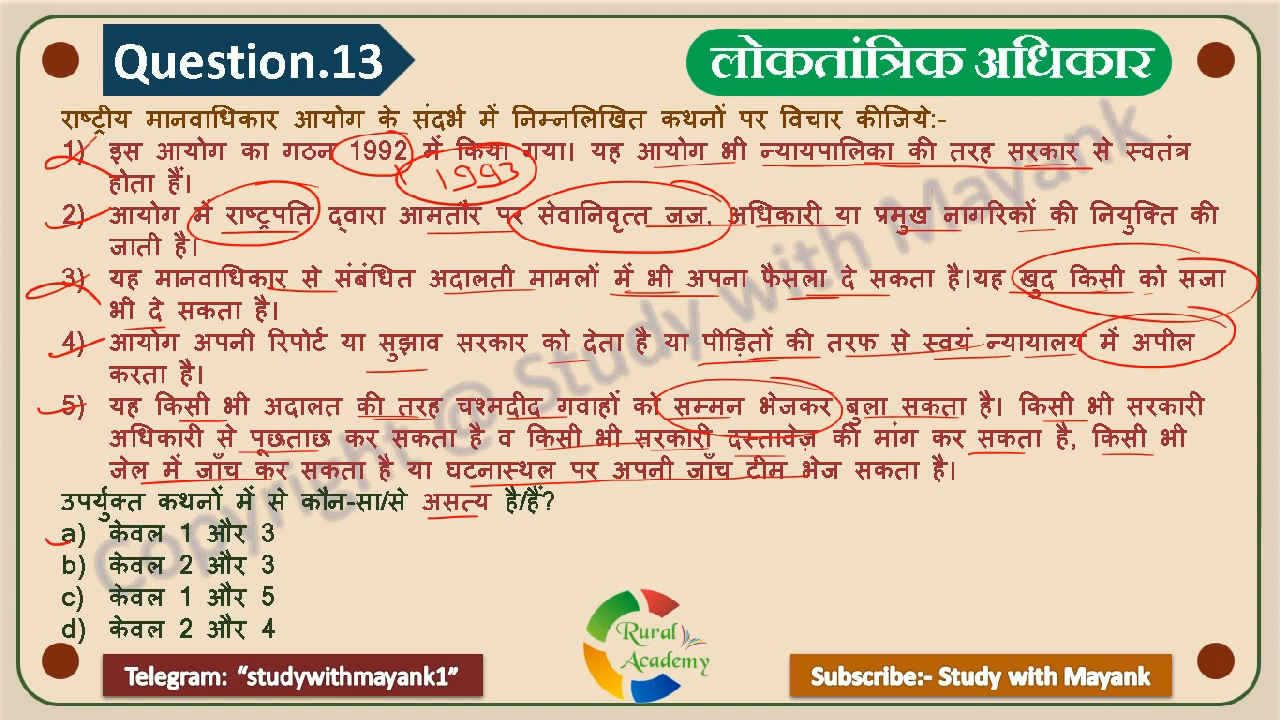 Question.13
लोकतांत्रिक अधिकार
राष्ट्रीय मानवाधिकार आयोग के संदर्भ में निम्नलिखित कथनों पर विचार कीजिये:-
1) इस आयोग का गठन 1992 में किया गया। यह आयोग भी न्यायपालिका की तरह सरकार से स्वतंत्र
होता हैं।
1993
2) आयोग में राष्ट्रपति द्वारा आमतौर पर सेवानिवृत्त जज, अधिकारी या प्रमुख नागरिकों की नियुक्ति की
जाती है।
3) यह मानवाधिकार से संबंधित अदालती मामलों में भी अपना फैसला दे सकता है।यह खुद किसी को सजा
भी दे सकता है।
4) आयोग अपनी रिपोर्ट या सुझाव सरकार को देता है या पीड़ितों की तरफ से स्वयं न्यायालय में अपील
करता है।
5) यह किसी भी अदालत की तरह चश्मदीद गवाहों को सम्मन भेजकर बुला सकता है। किसी भी सरकारी
अधिकारी से पूछताछ कर सकता है व किसी भी सरकारी दस्तावेज़ की मांग कर सकता है, किसी भी
जेल में जाँच कर सकता है या घटनास्थल पर अपनी जाँच टीम भेज सकता है।
उपर्युक्त कथनों में से कौन-सा/से असत्य है/हैं?
a) केवल 1 और 3
b) केवल 2 और 3
c) केवल 1 और 5
d) केवल 2 और 4
Copyright @ Study with Mayank
Rural
Academy
Telegram: “studywithmayank1”
Subscribe:- Study with Mayank